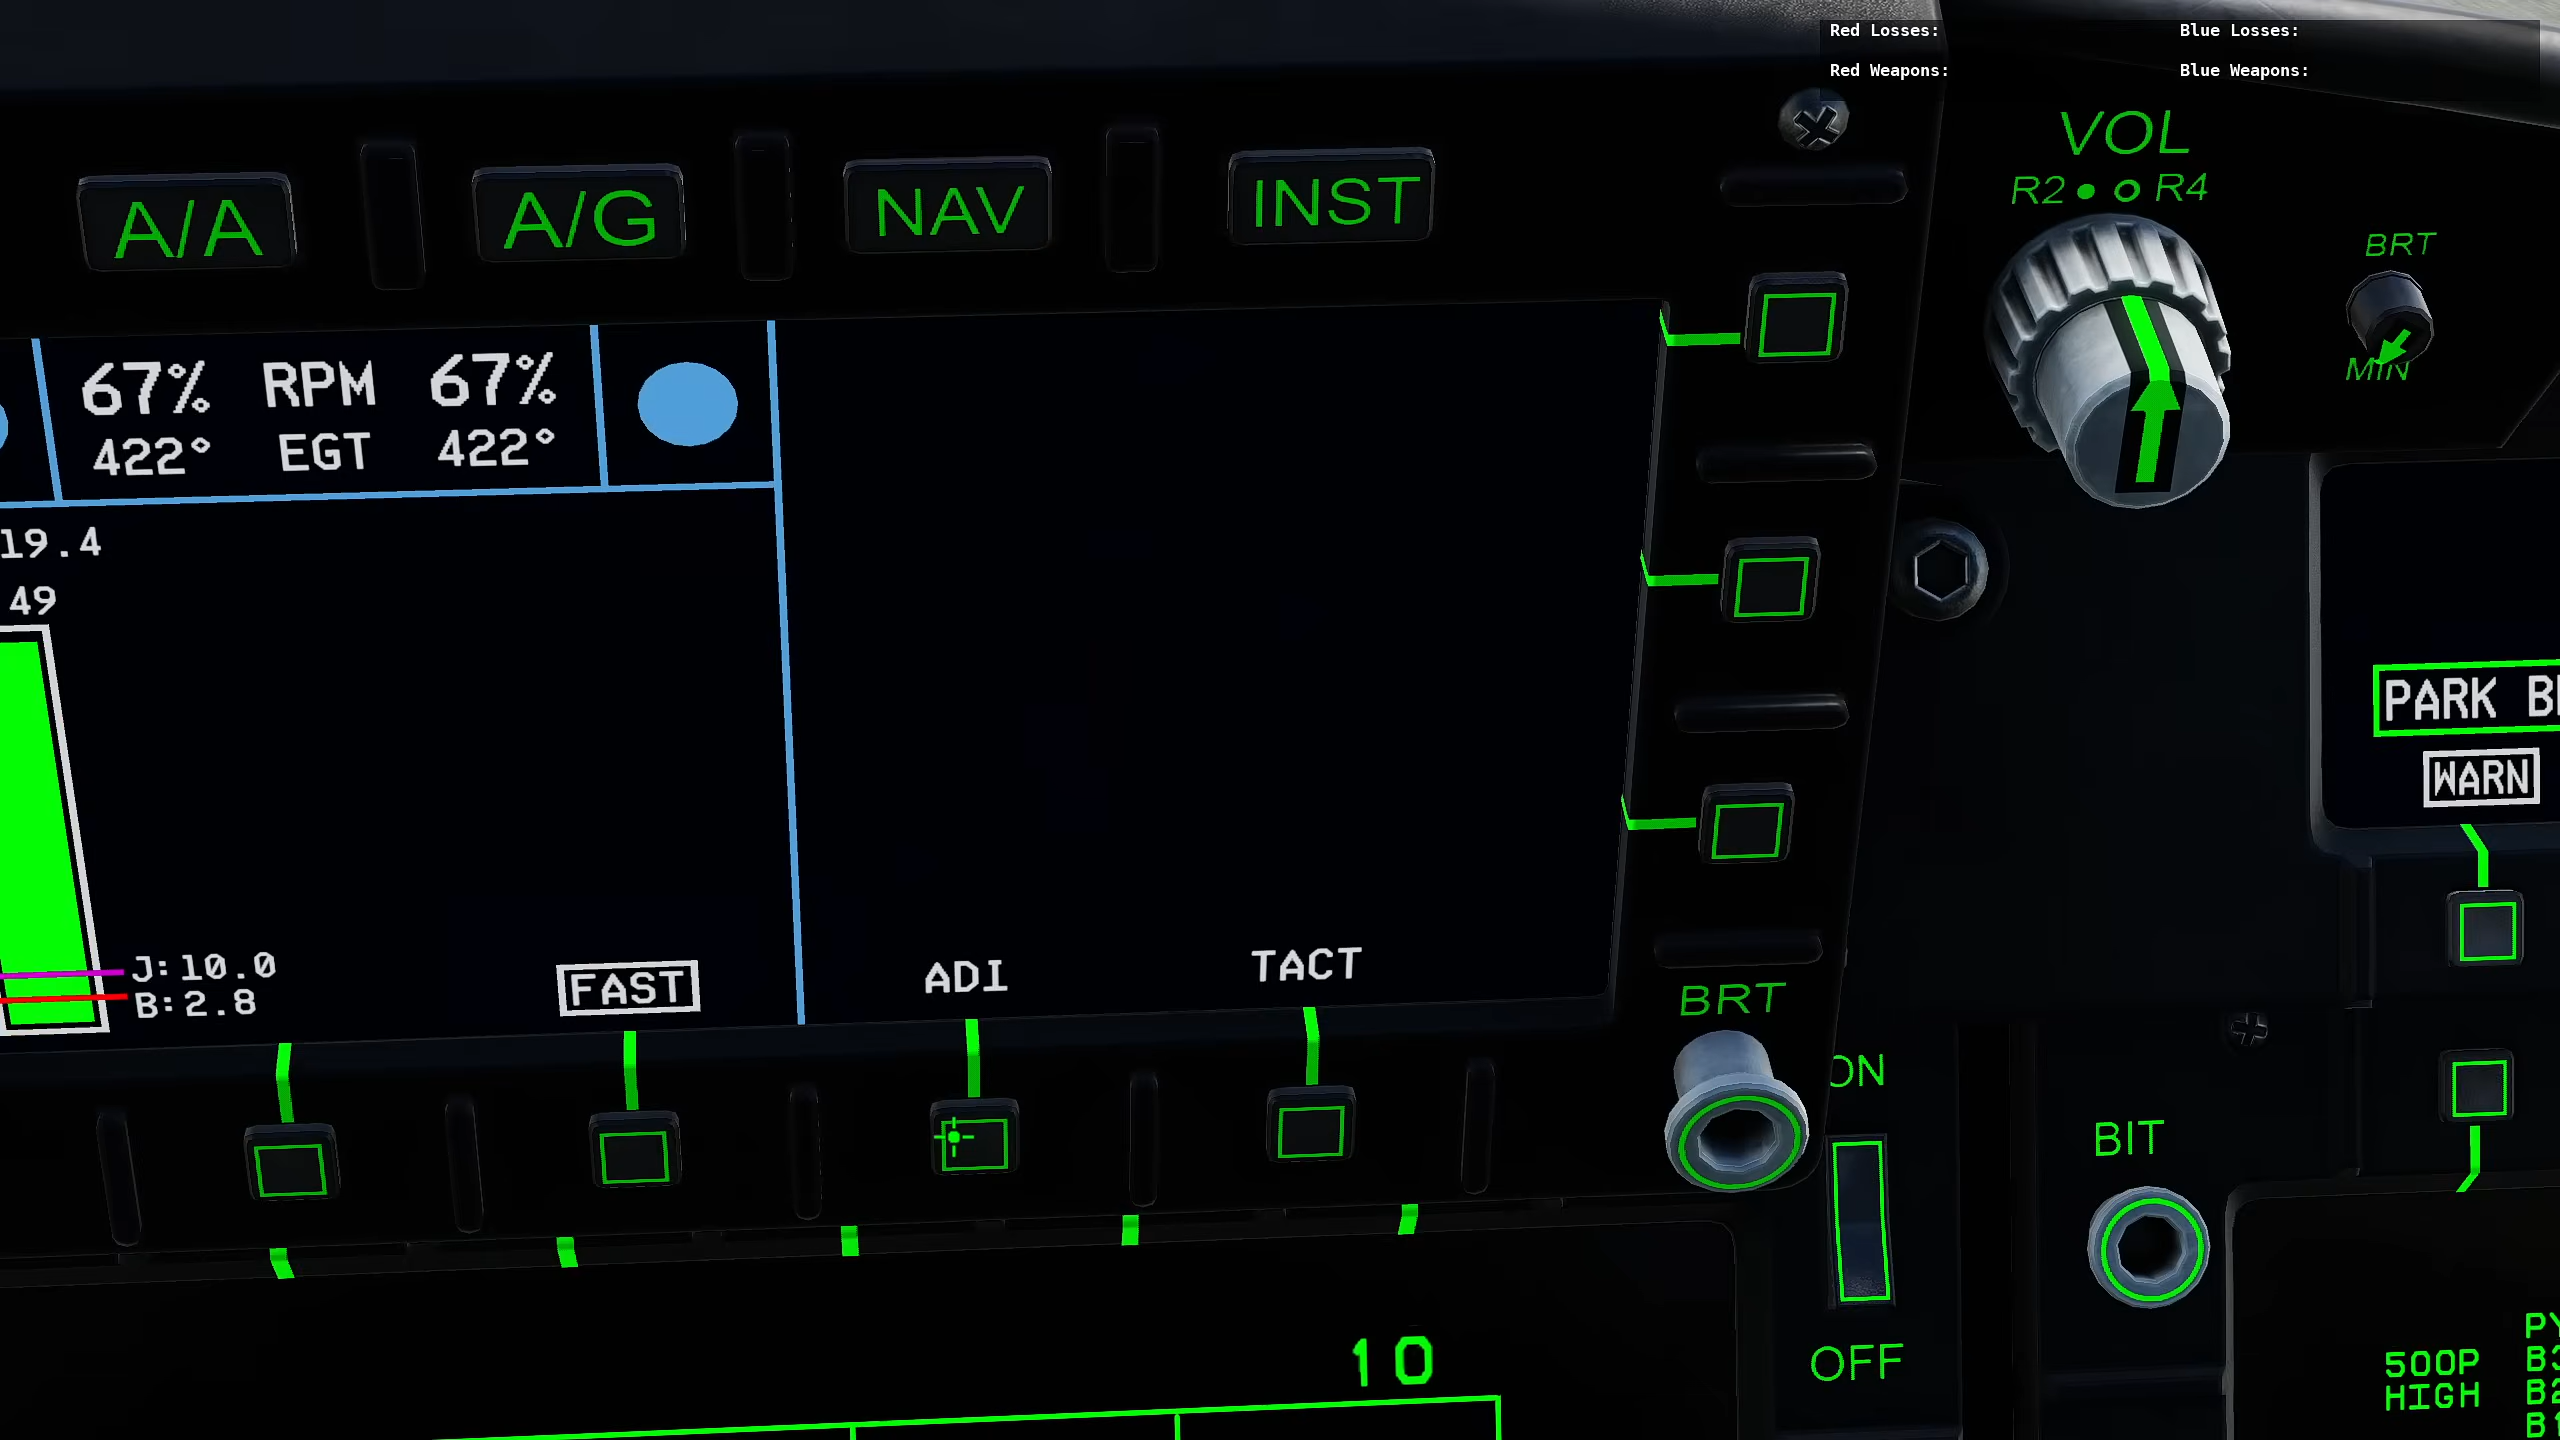 Red Losses:
Blue Losses:
Red Weapons:
Blue Weapons:
VOL
R2 R4
BRT
MIN
A/A
A/G
NAV
INST
67% RPM 67%
422° EGT 422°
19.4
49
J:10.0
B:2.8
FAST
ADI
TACT
BRT
PARK
WARN
ON
OFF
BIT
10
500P
HIGH